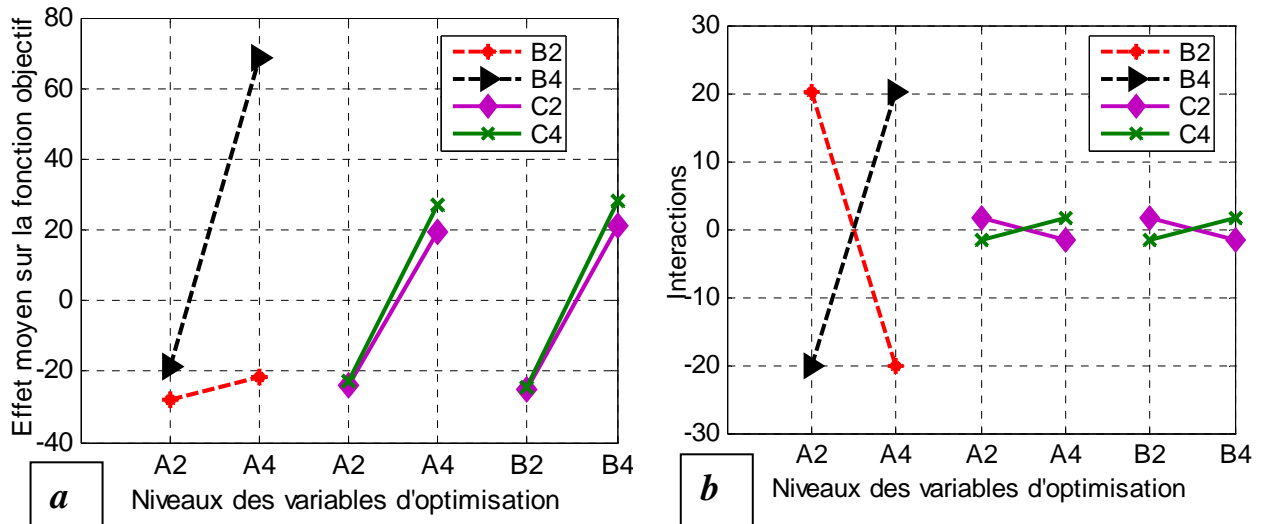 80
60
40
20
0
-20
-40
Effet moyen sur la fonction objectif
B2
B4
C2
C4
A2 A4 A2 A4 B2 B4
Niveaux des variables d'optimisation
a
30
20
10
0
-10
-20
-30
Interactions
B2
B4
C2
C4
A2 A4 A2 A4 B2 B4
Niveaux des variables d'optimisation
b